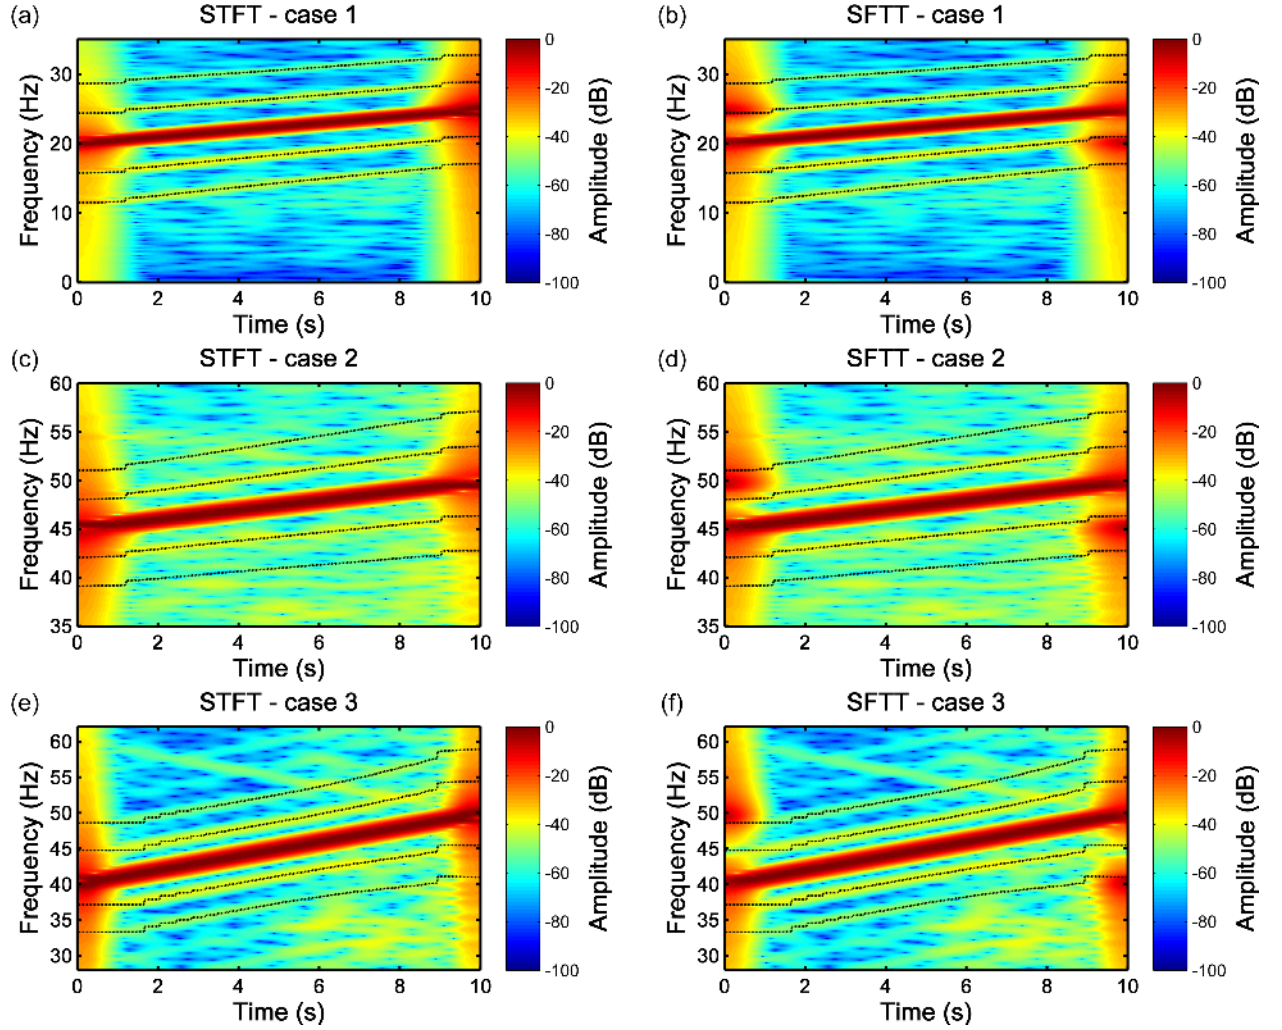 (a) STFT - case 1
Frequency (Hz)
30
20
10
0
0 2 4 6 8 10
Time (s)
0
-20
-40
-60
-80
-100
Amplitude (dB)
(b) SFTT - case 1
Frequency (Hz)
30
20
10
0
0 2 4 6 8 10
Time (s)
0
-20
-40
-60
-80
-100
Amplitude (dB)
(c) STFT - case 2
Frequency (Hz)
60
55
50
45
40
35
0 2 4 6 8 10
Time (s)
0
-20
-40
-60
-80
-100
Amplitude (dB)
(d) SFTT - case 2
Frequency (Hz)
60
55
50
45
40
35
0 2 4 6 8 10
Time (s)
0
-20
-40
-60
-80
-100
Amplitude (dB)
(e) STFT - case 3
Frequency (Hz)
60
55
50
45
40
35
30
0 2 4 6 8 10
Time (s)
0
-20
-40
-60
-80
-100
Amplitude (dB)
(f) SFTT - case 3
Frequency (Hz)
60
55
50
45
40
35
30
0 2 4 6 8 10
Time (s)
0
-20
-40
-60
-80
-100
Amplitude (dB)